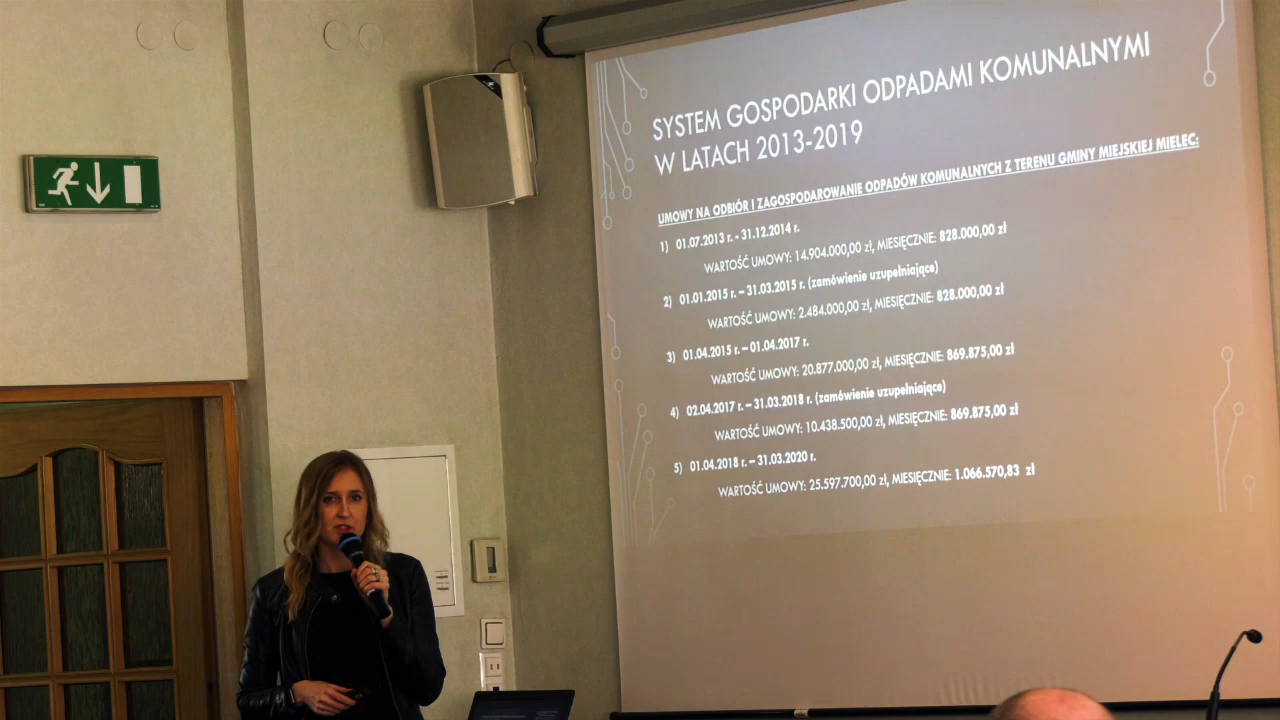 SYSTEM GOSPODARKI ODPADAMI KOMUNALNYMI
W LATACH 2013-2019
UMOWY NA ODBIÓR I ZAGOSPODAROWANIE ODPADÓW KOMUNALNYCH Z TERENU GMINY MIEJSKIEJ MIELEC:
1) 01.07.2013 r. - 31.12.2014 r.
WARTOŚĆ UMOWY: 14.904.000,00 zł, MIESIĘCZNIE: 828.000,00 zł
2) 01.01.2015 r. – 31.03.2015 r. (zamówienie uzupełniające)
WARTOŚĆ UMOWY: 2.484.000,00 zł, MIESIĘCZNIE: 828.000,00 zł
3) 01.04.2015 r. – 01.04.2017 r.
WARTOŚĆ UMOWY: 20.877.000,00 zł, MIESIĘCZNIE: 869.875,00 zł
4) 02.04.2017 r. – 31.03.2018 r. (zamówienie uzupełniające)
WARTOŚĆ UMOWY: 10.438.500,00 zł, MIESIĘCZNIE: 869.875,00 zł
5) 01.04.2018 r. – 31.03.2020 r.
WARTOŚĆ UMOWY: 25.597.700,00 zł, MIESIĘCZNIE: 1.066.570,83 zł